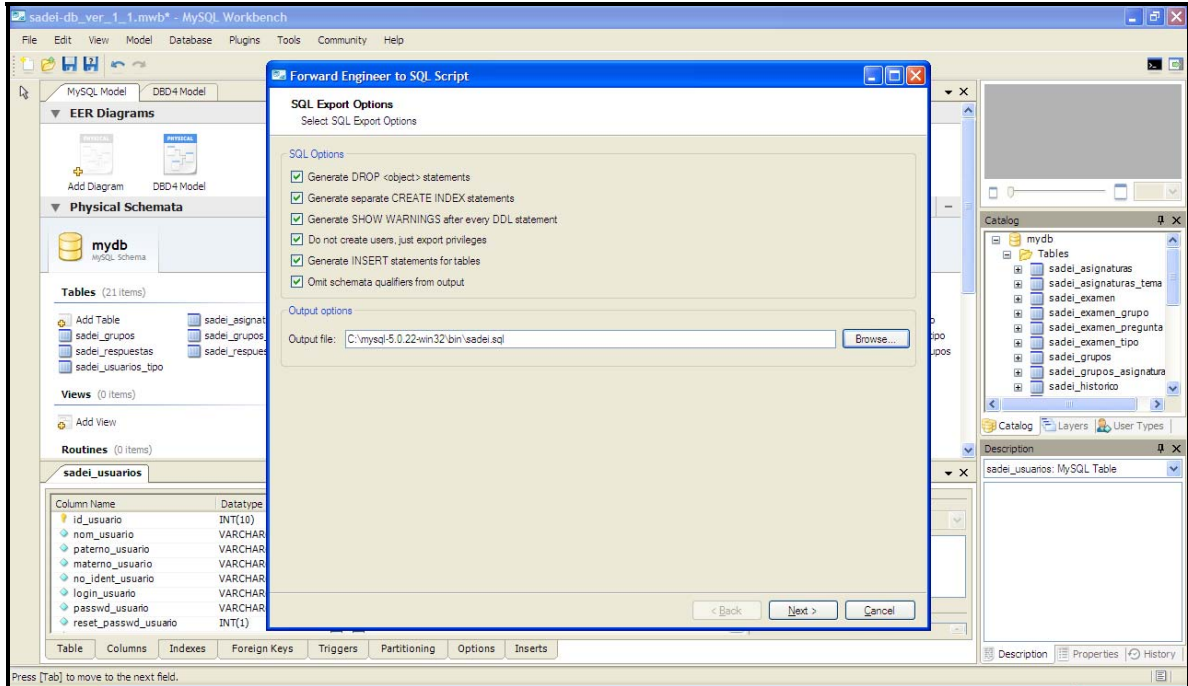 sadei-db_ver_1_1.mwb* - MySQL Workbench
File Edit View Model Database Plugins Tools Community Help
MySQL Model DBD4 Model
EER Diagrams
PHYSICAL PHYSICAL
Add Diagram DBD4 Model
Physical Schemata
mydb
MySQL Schema
Tables (21 items)
Add Table sadei_asignat
sadei_grupos sadei_grupos_
sadei_respuestas sadei_respues
sadei_usuarios_tipo
Views (0 items)
Add View
Routines (0 items)
Forward Engineer to SQL Script
SQL Export Options
Select SQL Export Options
SQL Options
Generate DROP <object> statements
Generate separate CREATE INDEX statements
Generate SHOW WARNINGS after every DDL statement
Do not create users, just export privileges
Generate INSERT statements for tables
Omit schemata qualifiers from output
Output options
Output file: C:\mysql-5.0.22-win32\bin\sadei.sql Browse...
< Back Next > Cancel
Catalog
mydb
Tables
sadei_asignaturas
sadei_asignaturas_tema
sadei_examen
sadei_examen_grupo
sadei_examen_pregunta
sadei_examen_tipo
sadei_grupos
sadei_grupos_asignatura
sadei_historico
Catalog Layers User Types
Description
sadei_usuarios: MySQL Table
Description Properties History
sadei_usuarios
Column Name Datatype
id_usuario INT(10)
nom_usuario VARCHAR
paterno_usuario VARCHAR
materno_usuario VARCHAR
no_ident_usuario VARCHAR
login_usuario VARCHAR
passwd_usuario VARCHAR
reset_passwd_usuario INT(1)
Table Columns Indexes Foreign Keys Triggers Partitioning Options Inserts
Press [Tab] to move to the next field.